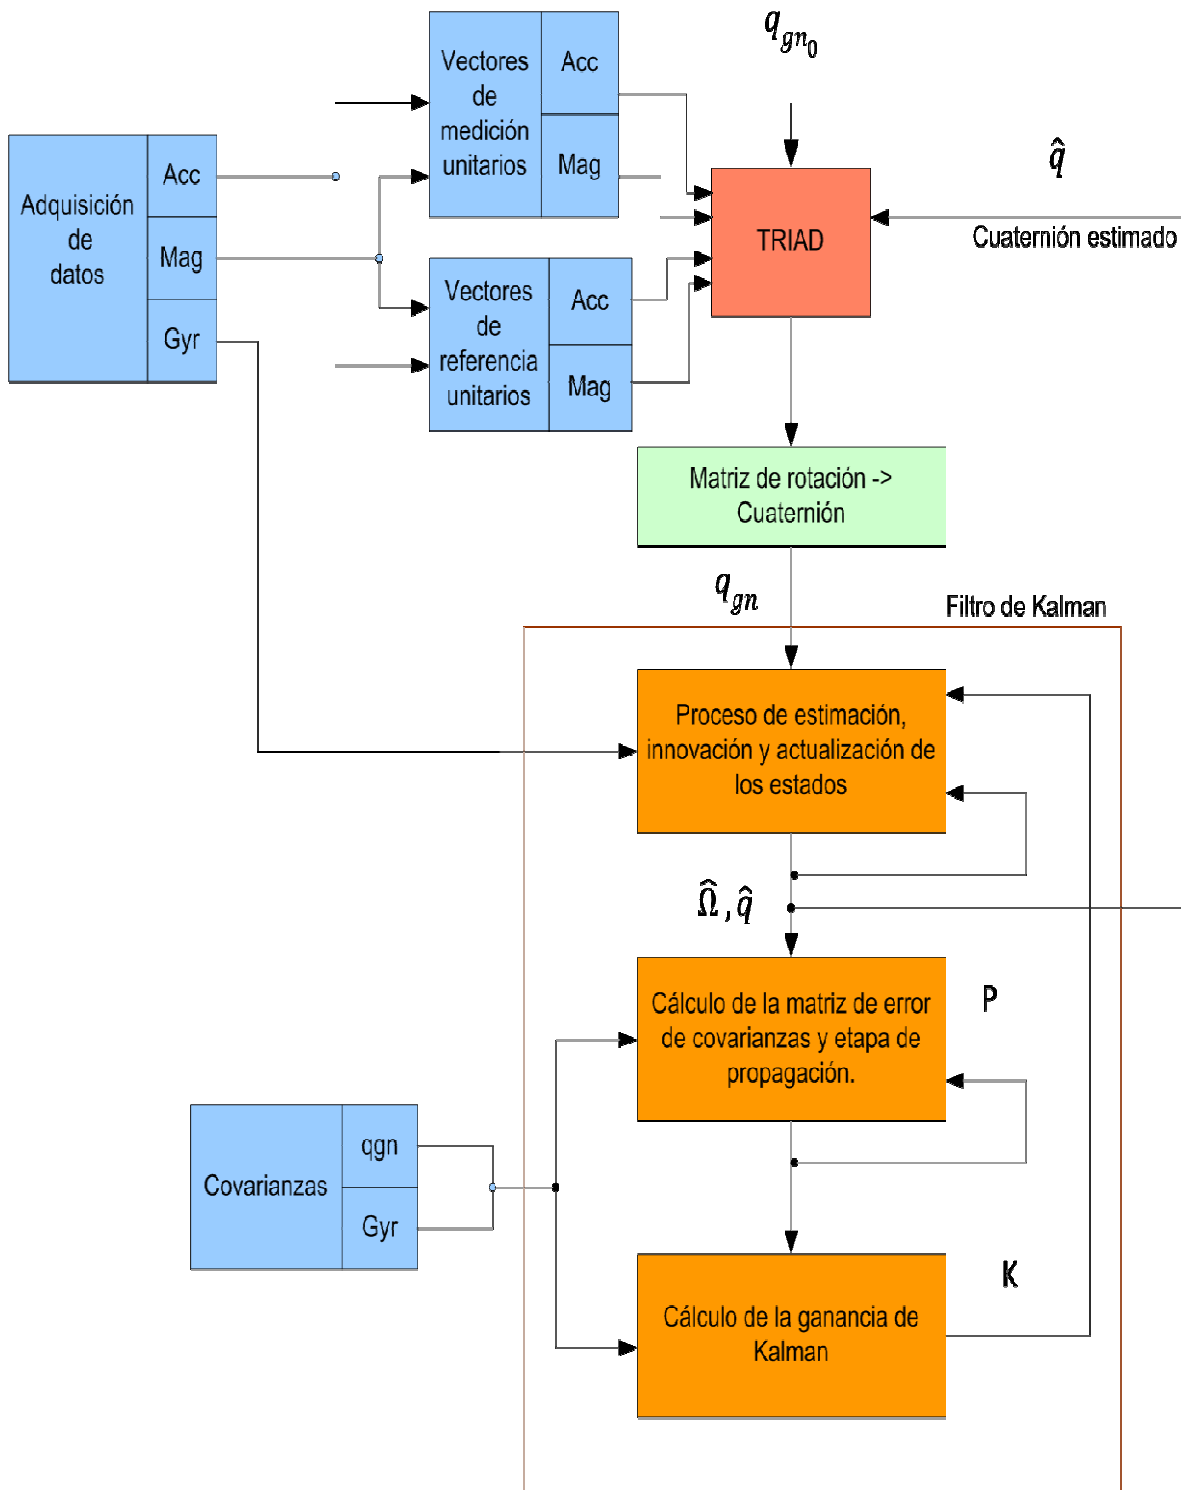 q_{gn_0}
Vectores
de
medición
unitarios
Acc
Mag
Adquisición
de
datos
Acc
Mag
Gyr
TRIAD
q̂
Cuaternión estimado
Vectores
de
referencia
unitarios
Acc
Mag
Matriz de rotación ->
Cuaternión
q_{gn}
Filtro de Kalman
Proceso de estimación,
innovación y actualización de
los estados
Ω̂ , q̂
Cálculo de la matriz de error
de covarianzas y etapa de
propagación.
P
Covarianzas
qgn
Gyr
Cálculo de la ganancia de
Kalman
K